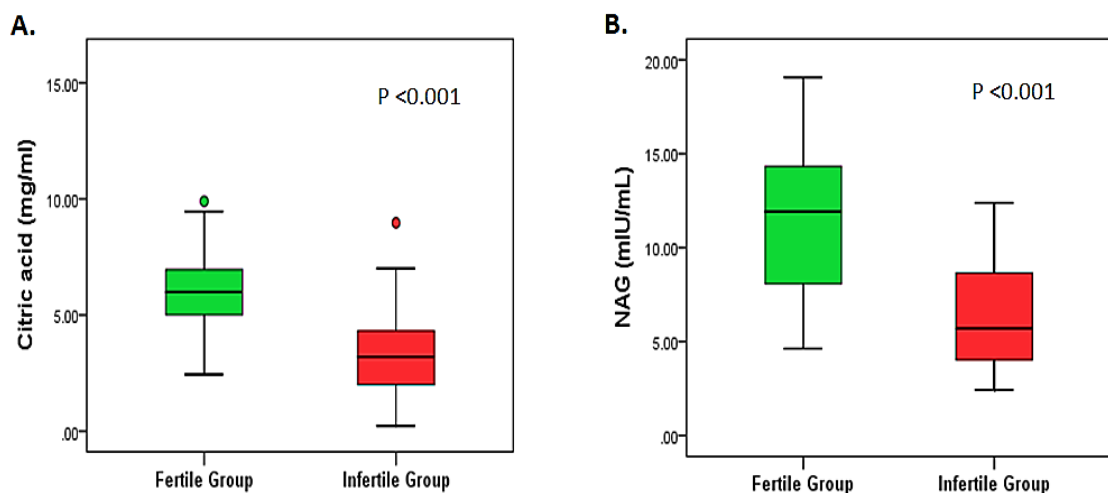 A.
Citric acid (mg/ml)
15.00
10.00
5.00
.00
P <0.001
Fertile Group
Infertile Group
B.
NAG (mIU/mL)
20.00
15.00
10.00
5.00
.00
P <0.001
Fertile Group
Infertile Group